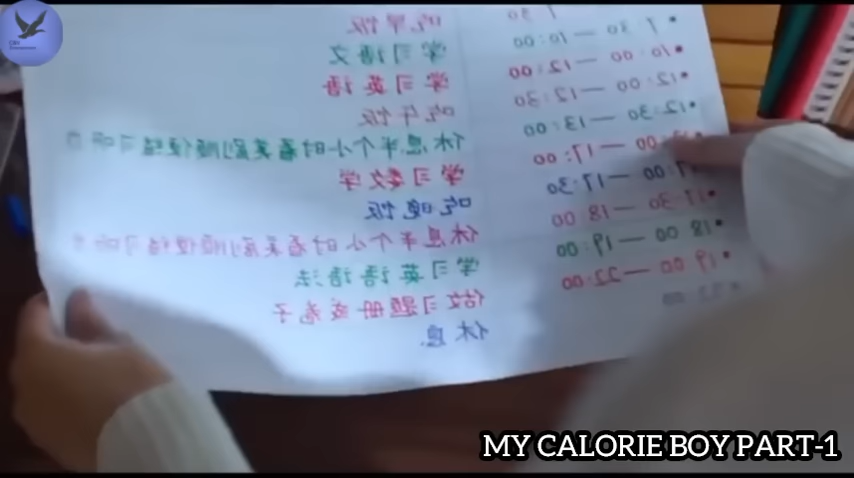 7:30 吃早饭
• 7:30 — 10:00 学习语文
• 10:00 — 12:00 学习英语
• 12:00 — 12:30 吃午饭
• 12:30 — 13:00 休息半个小时看美剧顺便练习听
00 — 17:00 学习数学
17:00 — 17:30 吃晚饭
• 17:30 — 18:00 休息半个小时看美剧顺便练习听
• 18:00 — 19:00 学习英语语法
• 19:00 — 22:00 做习题册或卷子
• 22:00 休息.
MY CALORIE BOY PART-1